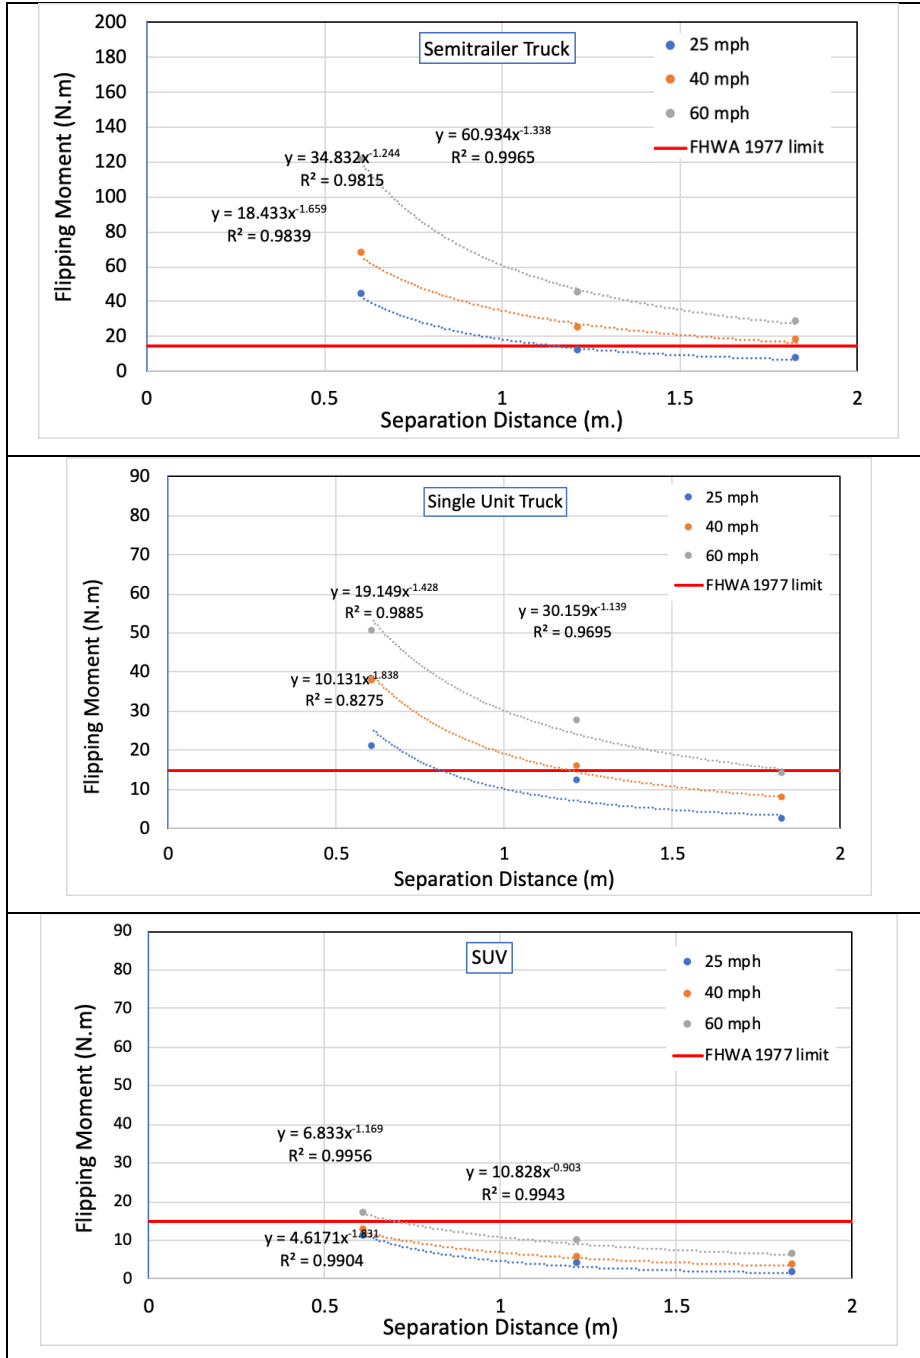 200
180
160
140
120
100
80
60
40
20
0
0 0.5 1 1.5 2
Flipping Moment (N.m)
Separation Distance (m.)
Semitrailer Truck
25 mph
40 mph
60 mph
FHWA 1977 limit
y = 60.934x^-1.338
R² = 0.9965
y = 34.832x^-1.244
R² = 0.9815
y = 18.433x^-1.659
R² = 0.9839
90
80
70
60
50
40
30
20
10
0
0 0.5 1 1.5 2
Flipping Moment (N.m)
Separation Distance (m)
Single Unit Truck
25 mph
40 mph
60 mph
FHWA 1977 limit
y = 19.149x^-1.428
R² = 0.9885
y = 30.159x^-1.139
R² = 0.9695
y = 10.131x^-1.838
R² = 0.8275
90
80
70
60
50
40
30
20
10
0
0 0.5 1 1.5 2
Flipping Moment (N.m)
Separation Distance (m)
SUV
25 mph
40 mph
60 mph
FHWA 1977 limit
y = 6.833x^-1.169
R² = 0.9956
y = 10.828x^-0.903
R² = 0.9943
y = 4.6171x^-1.831
R² = 0.9904